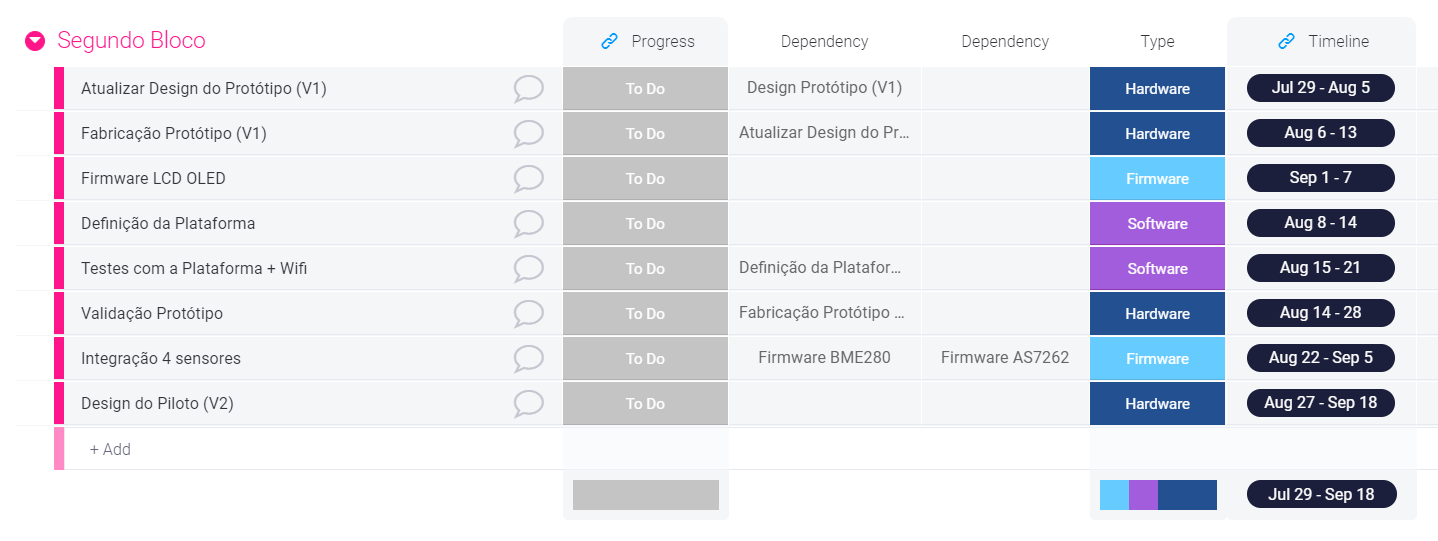 Segundo Bloco Progress Dependency Dependency Type Timeline
Atualizar Design do Protótipo (V1) To Do Design Protótipo (V1) Hardware Jul 29 - Aug 5
Fabricação Protótipo (V1) To Do Atualizar Design do Pr... Hardware Aug 6 - 13
Firmware LCD OLED To Do Firmware Sep 1 - 7
Definição da Plataforma To Do Software Aug 8 - 14
Testes com a Plataforma + Wifi To Do Definição da Platafor... Software Aug 15 - 21
Validação Protótipo To Do Fabricação Protótipo ... Hardware Aug 14 - 28
Integração 4 sensores To Do Firmware BME280 Firmware AS7262 Firmware Aug 22 - Sep 5
Design do Piloto (V2) To Do Hardware Aug 27 - Sep 18
+ Add
Jul 29 - Sep 18